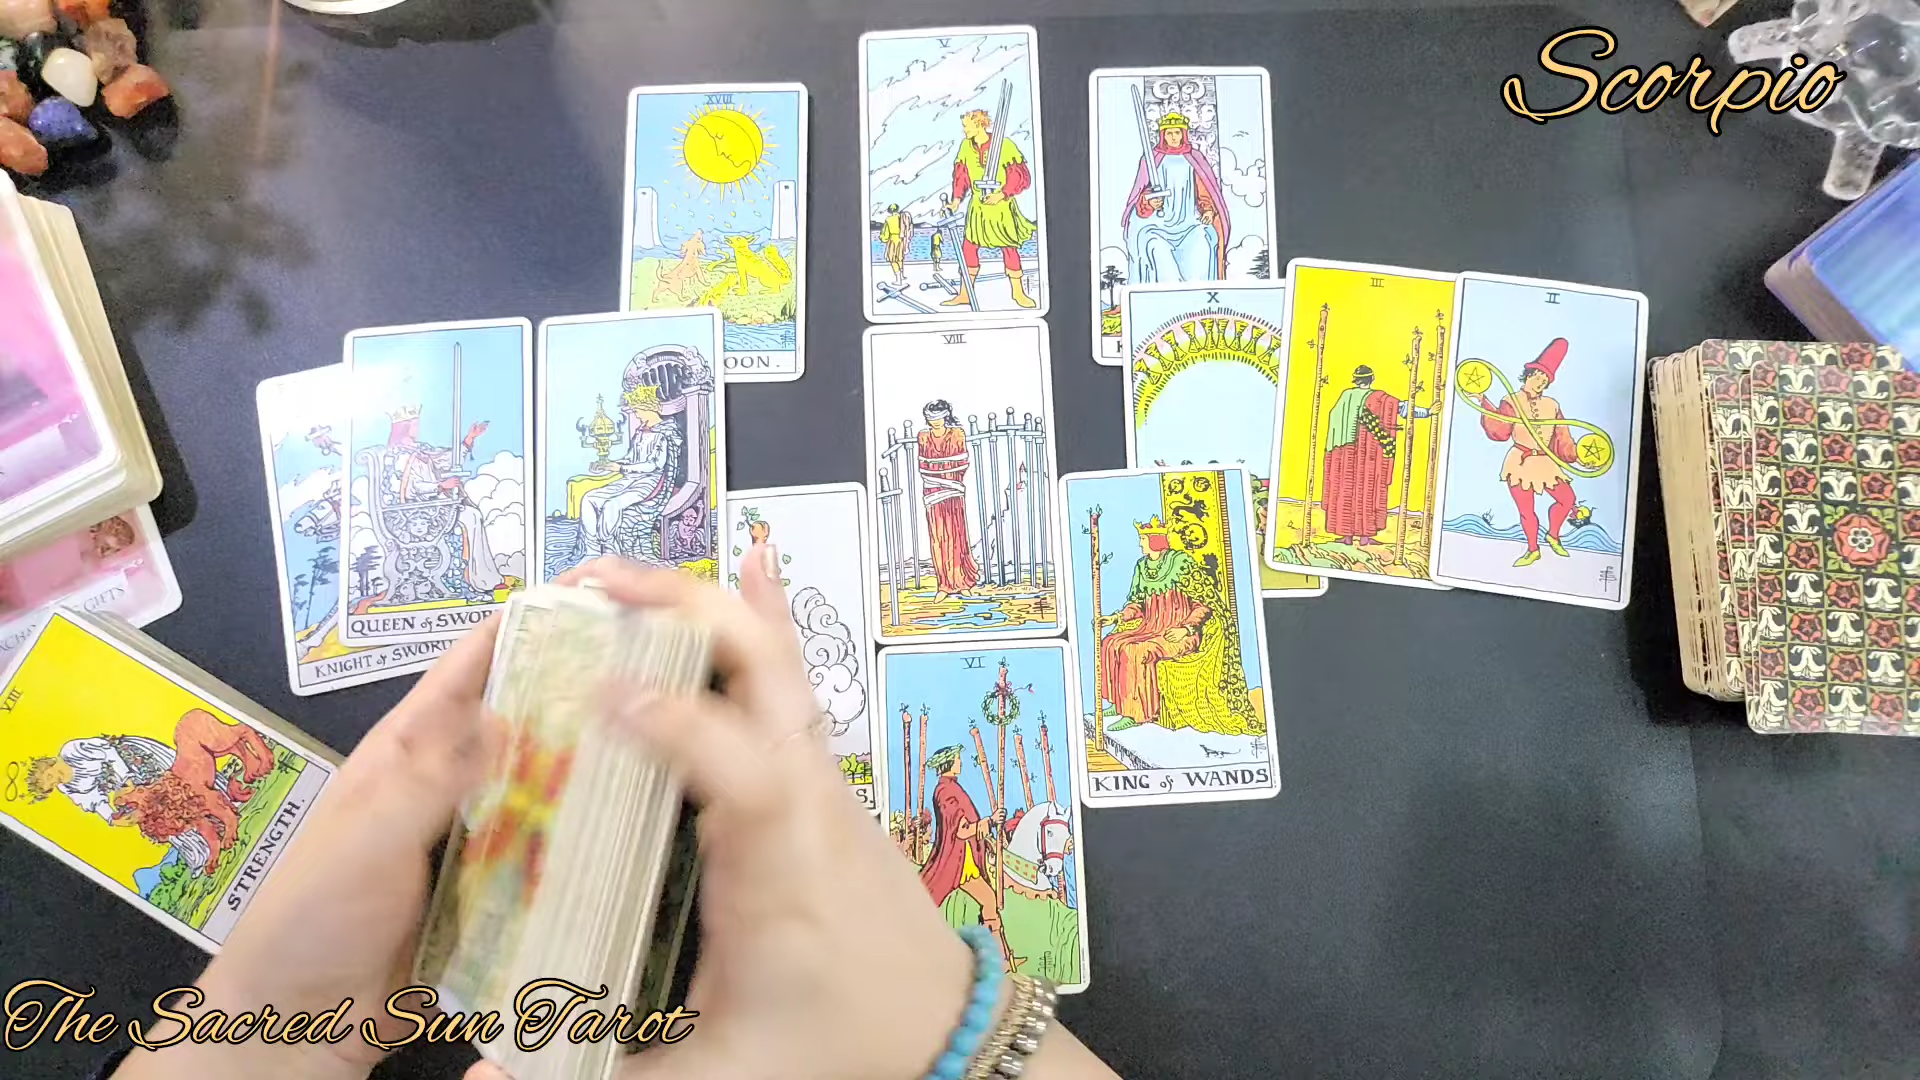 Scorpio
XVIII
V
OON.
X
III
II
VIII
QUEEN of SWOR
KNIGHT of SWORD
VI
KING of WANDS
S.
GIFTS
VIII
STRENGTH.
The Sacred Sun Tarot